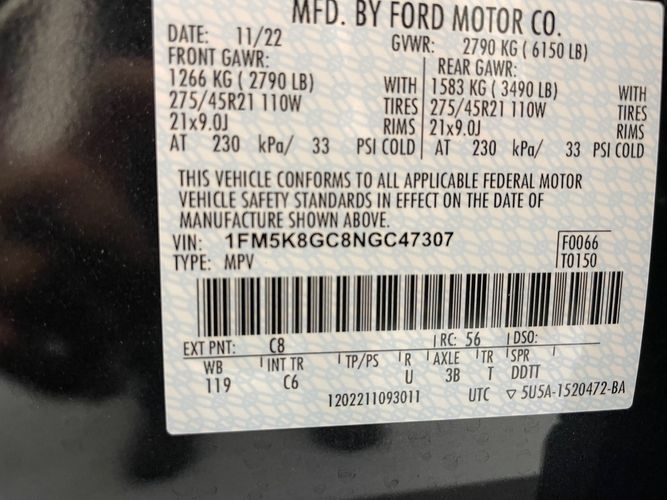 MFD. BY FORD MOTOR CO.
DATE: 11/22 GVWR: 2790 KG ( 6150 LB)
FRONT GAWR: REAR GAWR:
1266 KG ( 2790 LB) WITH 1583 KG ( 3490 LB) WITH
275/45R21 110W TIRES 275/45R21 110W TIRES
21x9.0J RIMS 21x9.0J RIMS
AT 230 kPa/ 33 PSI COLD AT 230 kPa/ 33 PSI COLD
THIS VEHICLE CONFORMS TO ALL APPLICABLE FEDERAL MOTOR
VEHICLE SAFETY STANDARDS IN EFFECT ON THE DATE OF
MANUFACTURE SHOWN ABOVE.
VIN: 1FM5K8GC8NGC47307 F0066
TYPE: MPV T0150
EXT PNT: C8 RC: 56 DSO:
WB INT TR TP/PS R AXLE TR SPR
119 C6 U 3B T DDTT
1202211093011 UTC ▽ 5U5A-1520472-BA